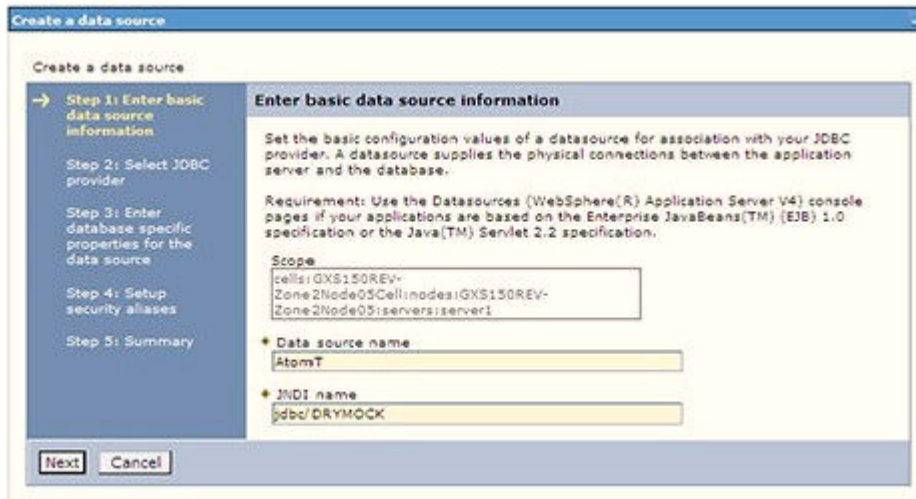 Create a data source
Create a data source
Step 1: Enter basic
data source
information
Step 2: Select JDBC
provider
Step 3: Enter
database specific
properties for the
data source
Step 4: Setup
security aliases
Step 5: Summary
Enter basic data source information
Set the basic configuration values of a datasource for association with your JDBC
provider. A datasource supplies the physical connections between the application
server and the database.
Requirement: Use the Datasources (WebSphere(R) Application Server V4) console
pages if your applications are based on the Enterprise JavaBeans(TM) (EJB) 1.0
specification or the Java(TM) Servlet 2.2 specification.
Scope
cells:GXS150REV-
Zone2Node05Cell:nodes:GXS150REV-
Zone2Node05:servers:server1
Data source name
AtomT
JNDI name
jdbc/DRYMOCK
Next
Cancel